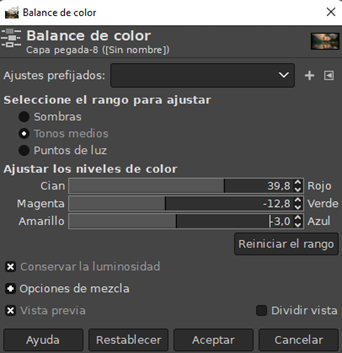 Balance de color
Balance de color
Capa pegada-8 ([Sin nombre])
Ajustes prefijados:
Seleccione el rango para ajustar
Sombras
Tonos medios
Puntos de luz
Ajustar los niveles de color
Cian 39,8 Rojo
Magenta -12,8 Verde
Amarillo -3,0 Azul
Reiniciar el rango
Conservar la luminosidad
Opciones de mezcla
Vista previa Dividir vista
Ayuda Restablecer Aceptar Cancelar